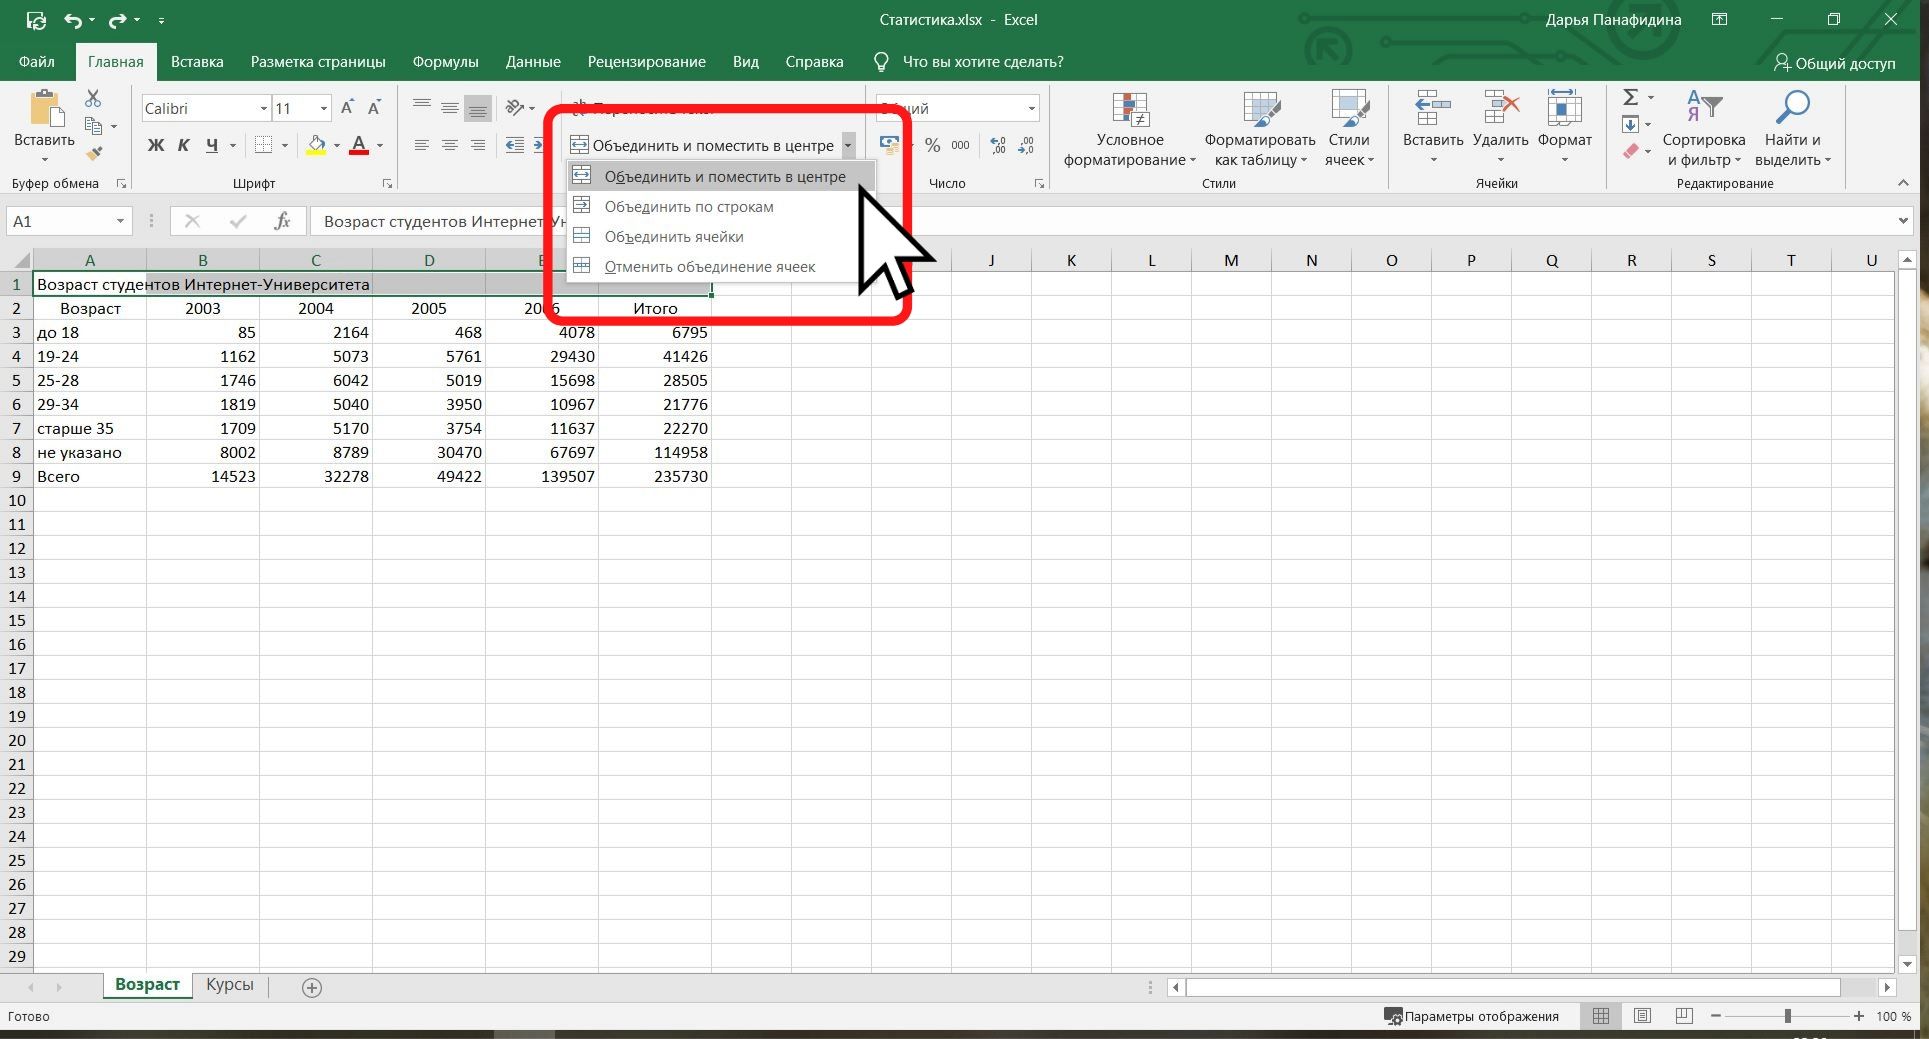 Статистика.xlsx - Excel
Дарья Панафидина
Файл Главная Вставка Разметка страницы Формулы Данные Рецензирование Вид Справка Что вы хотите сделать? Общий доступ
Вставить
Буфер обмена
Calibri 11
Ж К Ч
Шрифт
Объединить и поместить в центре
Объединить и поместить в центре
Объединить по строкам
Объединить ячейки
Отменить объединение ячеек
% 000
Число
Условное форматирование
Форматировать как таблицу
Стили ячеек
Стили
Вставить Удалить Формат
Ячейки
Сортировка и фильтр
Найти и выделить
Редактирование
A1 fx Возраст студентов Интернет
A B C D E J K L M N O P Q R S T U
1 Возраст студентов Интернет-Университета
2 Возраст 2003 2004 2005 2006 Итого
3 до 18 85 2164 468 4078 6795
4 19-24 1162 5073 5761 29430 41426
5 25-28 1746 6042 5019 15698 28505
6 29-34 1819 5040 3950 10967 21776
7 старше 35 1709 5170 3754 11637 22270
8 не указано 8002 8789 30470 67697 114958
9 Всего 14523 32278 49422 139507 235730
10
11
12
13
14
15
16
17
18
19
20
21
22
23
24
25
26
27
28
29
Возраст Курсы
Готово
Параметры отображения
100 %